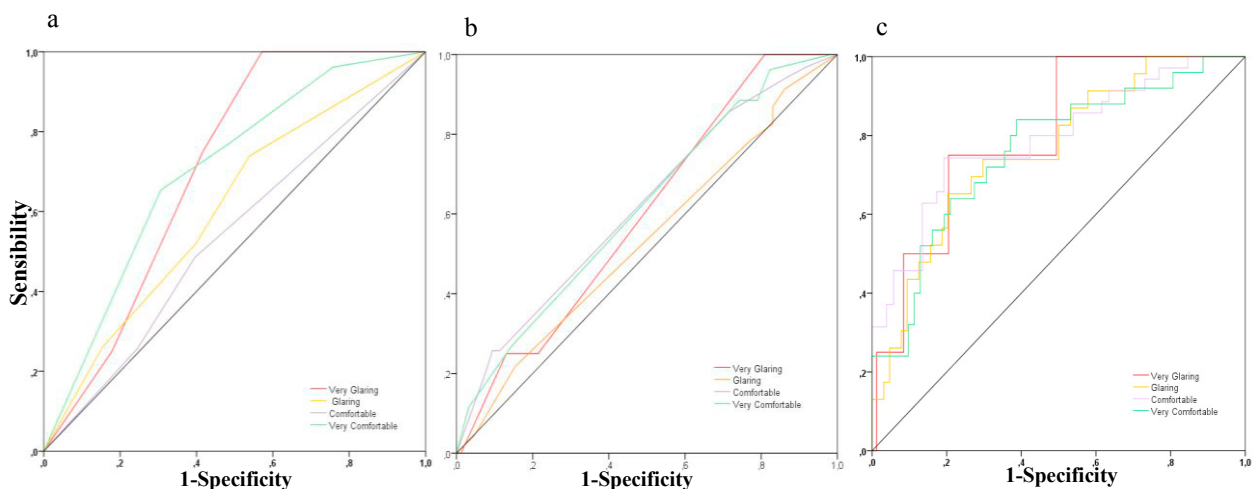 a
b
c
Sensibility
1,0
,8
,6
,4
,2
,0
,0
,2
,4
,6
,8
1,0
Very Glaring
Glaring
Comfortable
Very Comfortable
1-Specificity
1,0
,8
,6
,4
,2
,0
,0
,2
,4
,6
,8
1,0
Very Glaring
Glaring
Comfortable
Very Comfortable
1-Specificity
1,0
,8
,6
,4
,2
,0
,0
,2
,4
,6
,8
1,0
Very Glaring
Glaring
Comfortable
Very Comfortable
1-Specificity